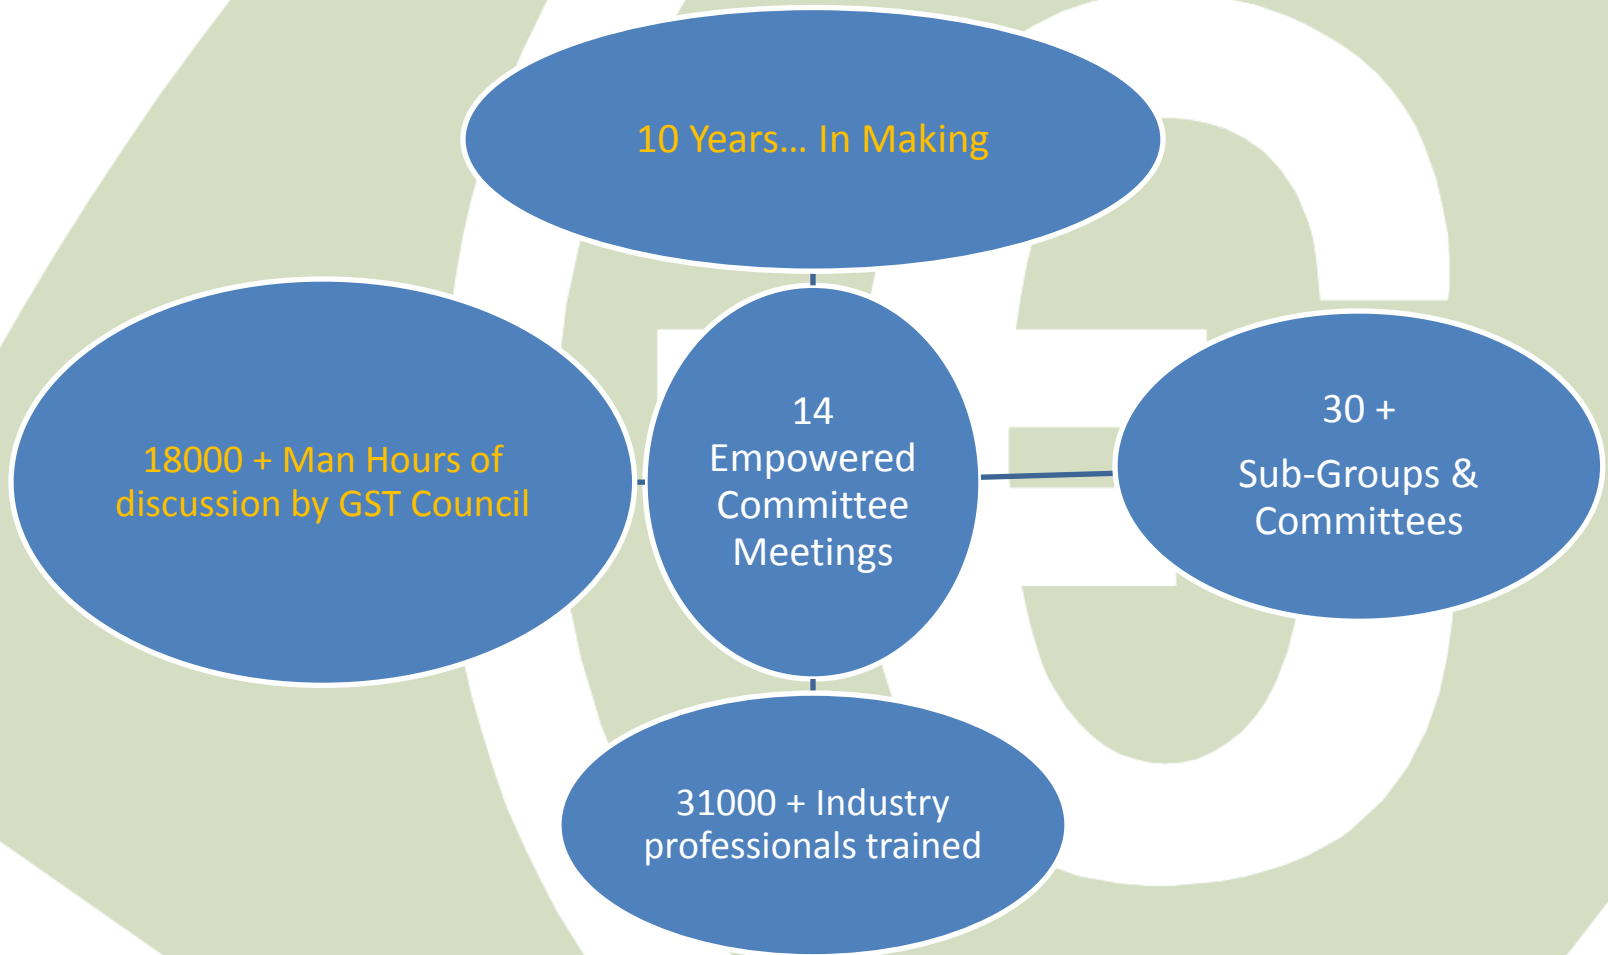 10 Years... In Making
18000 + Man Hours of
discussion by GST Council
14
Empowered
Committee
Meetings
30 +
Sub-Groups &
Committees
31000 + Industry
professionals trained